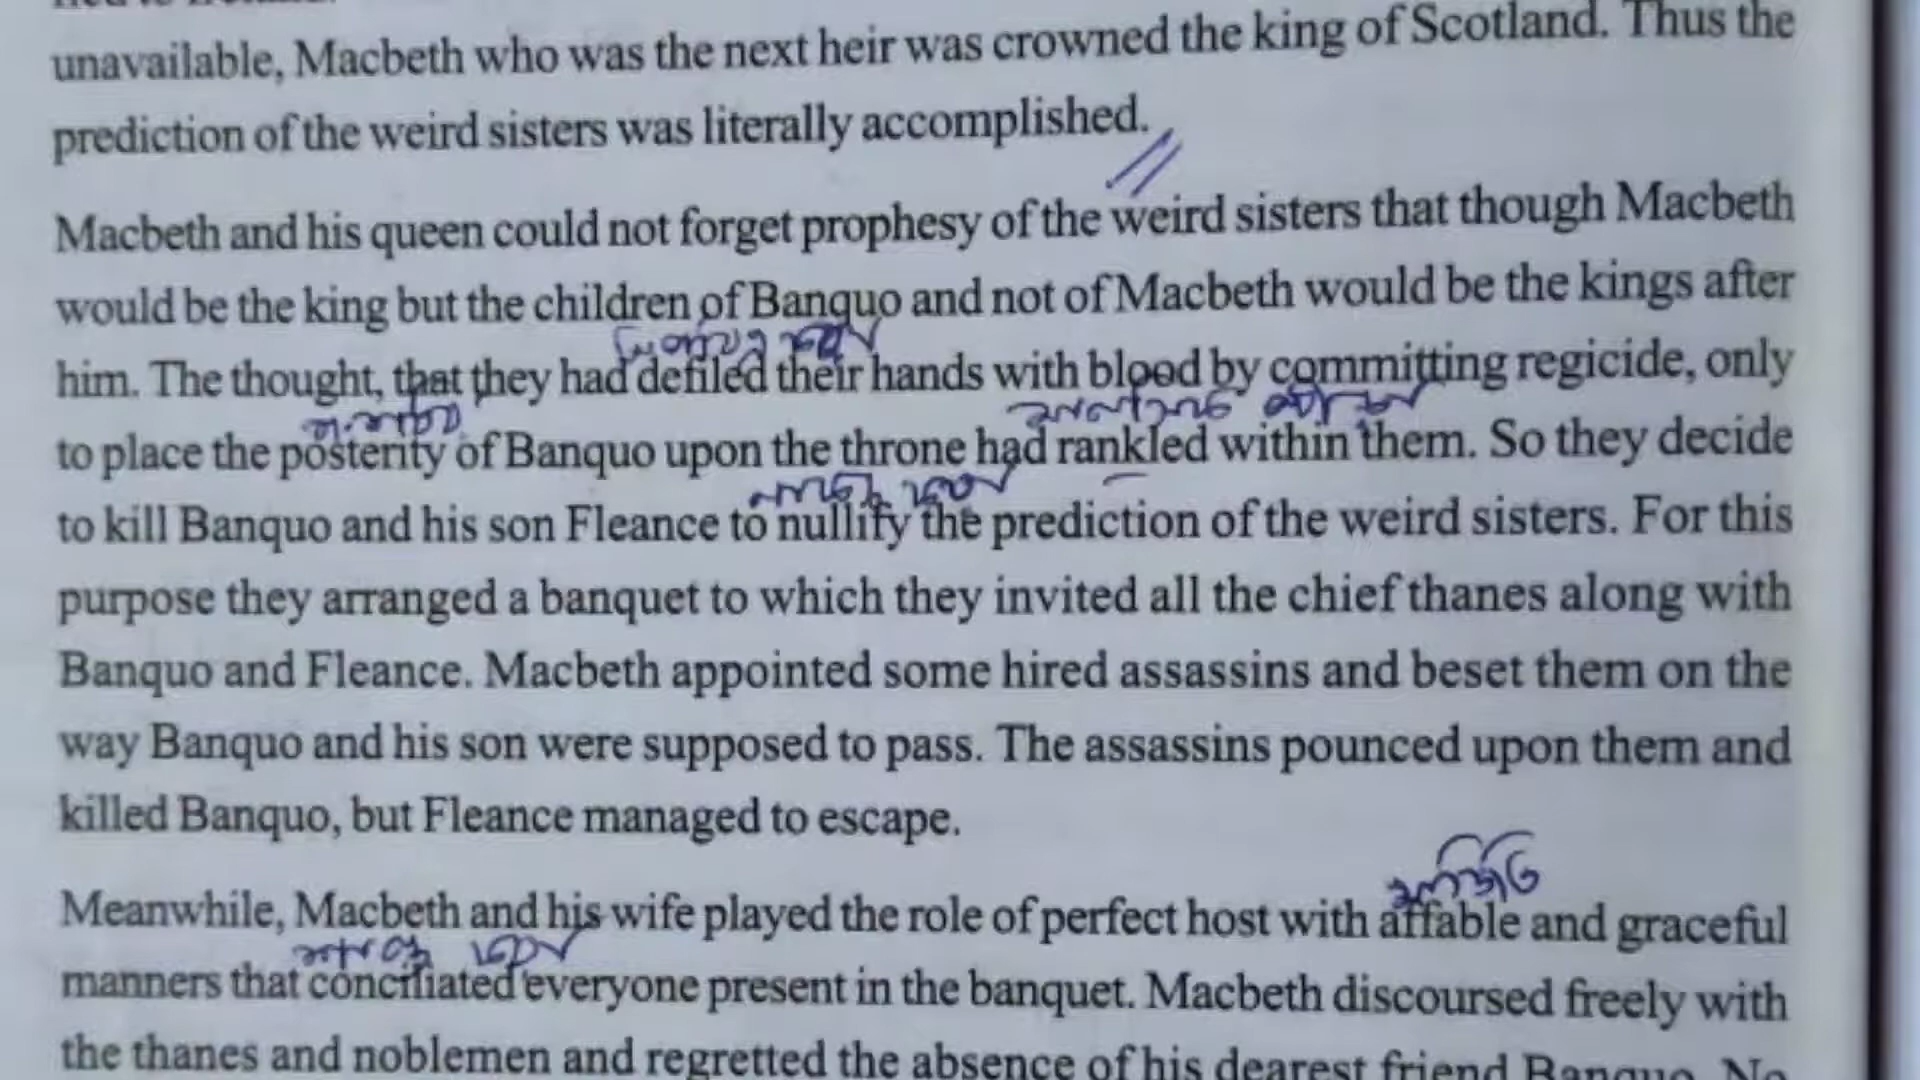 unavailable, Macbeth who was the next heir was crowned the king of Scotland. Thus the
prediction of the weird sisters was literally accomplished.
Macbeth and his queen could not forget prophesy of the weird sisters that though Macbeth
would be the king but the children of Banquo and not of Macbeth would be the kings after
him. The thought, that they had defiled their hands with blood by committing regicide, only
to place the posterity of Banquo upon the throne had rankled within them. So they decide
to kill Banquo and his son Fleance to nullify the prediction of the weird sisters. For this
purpose they arranged a banquet to which they invited all the chief thanes along with
Banquo and Fleance. Macbeth appointed some hired assassins and beset them on the
way Banquo and his son were supposed to pass. The assassins pounced upon them and
killed Banquo, but Fleance managed to escape.
Meanwhile, Macbeth and his wife played the role of perfect host with affable and graceful
manners that conciliated everyone present in the banquet. Macbeth discoursed freely with
the thanes and noblemen and regretted the absence of his dearest friend Banquo. No